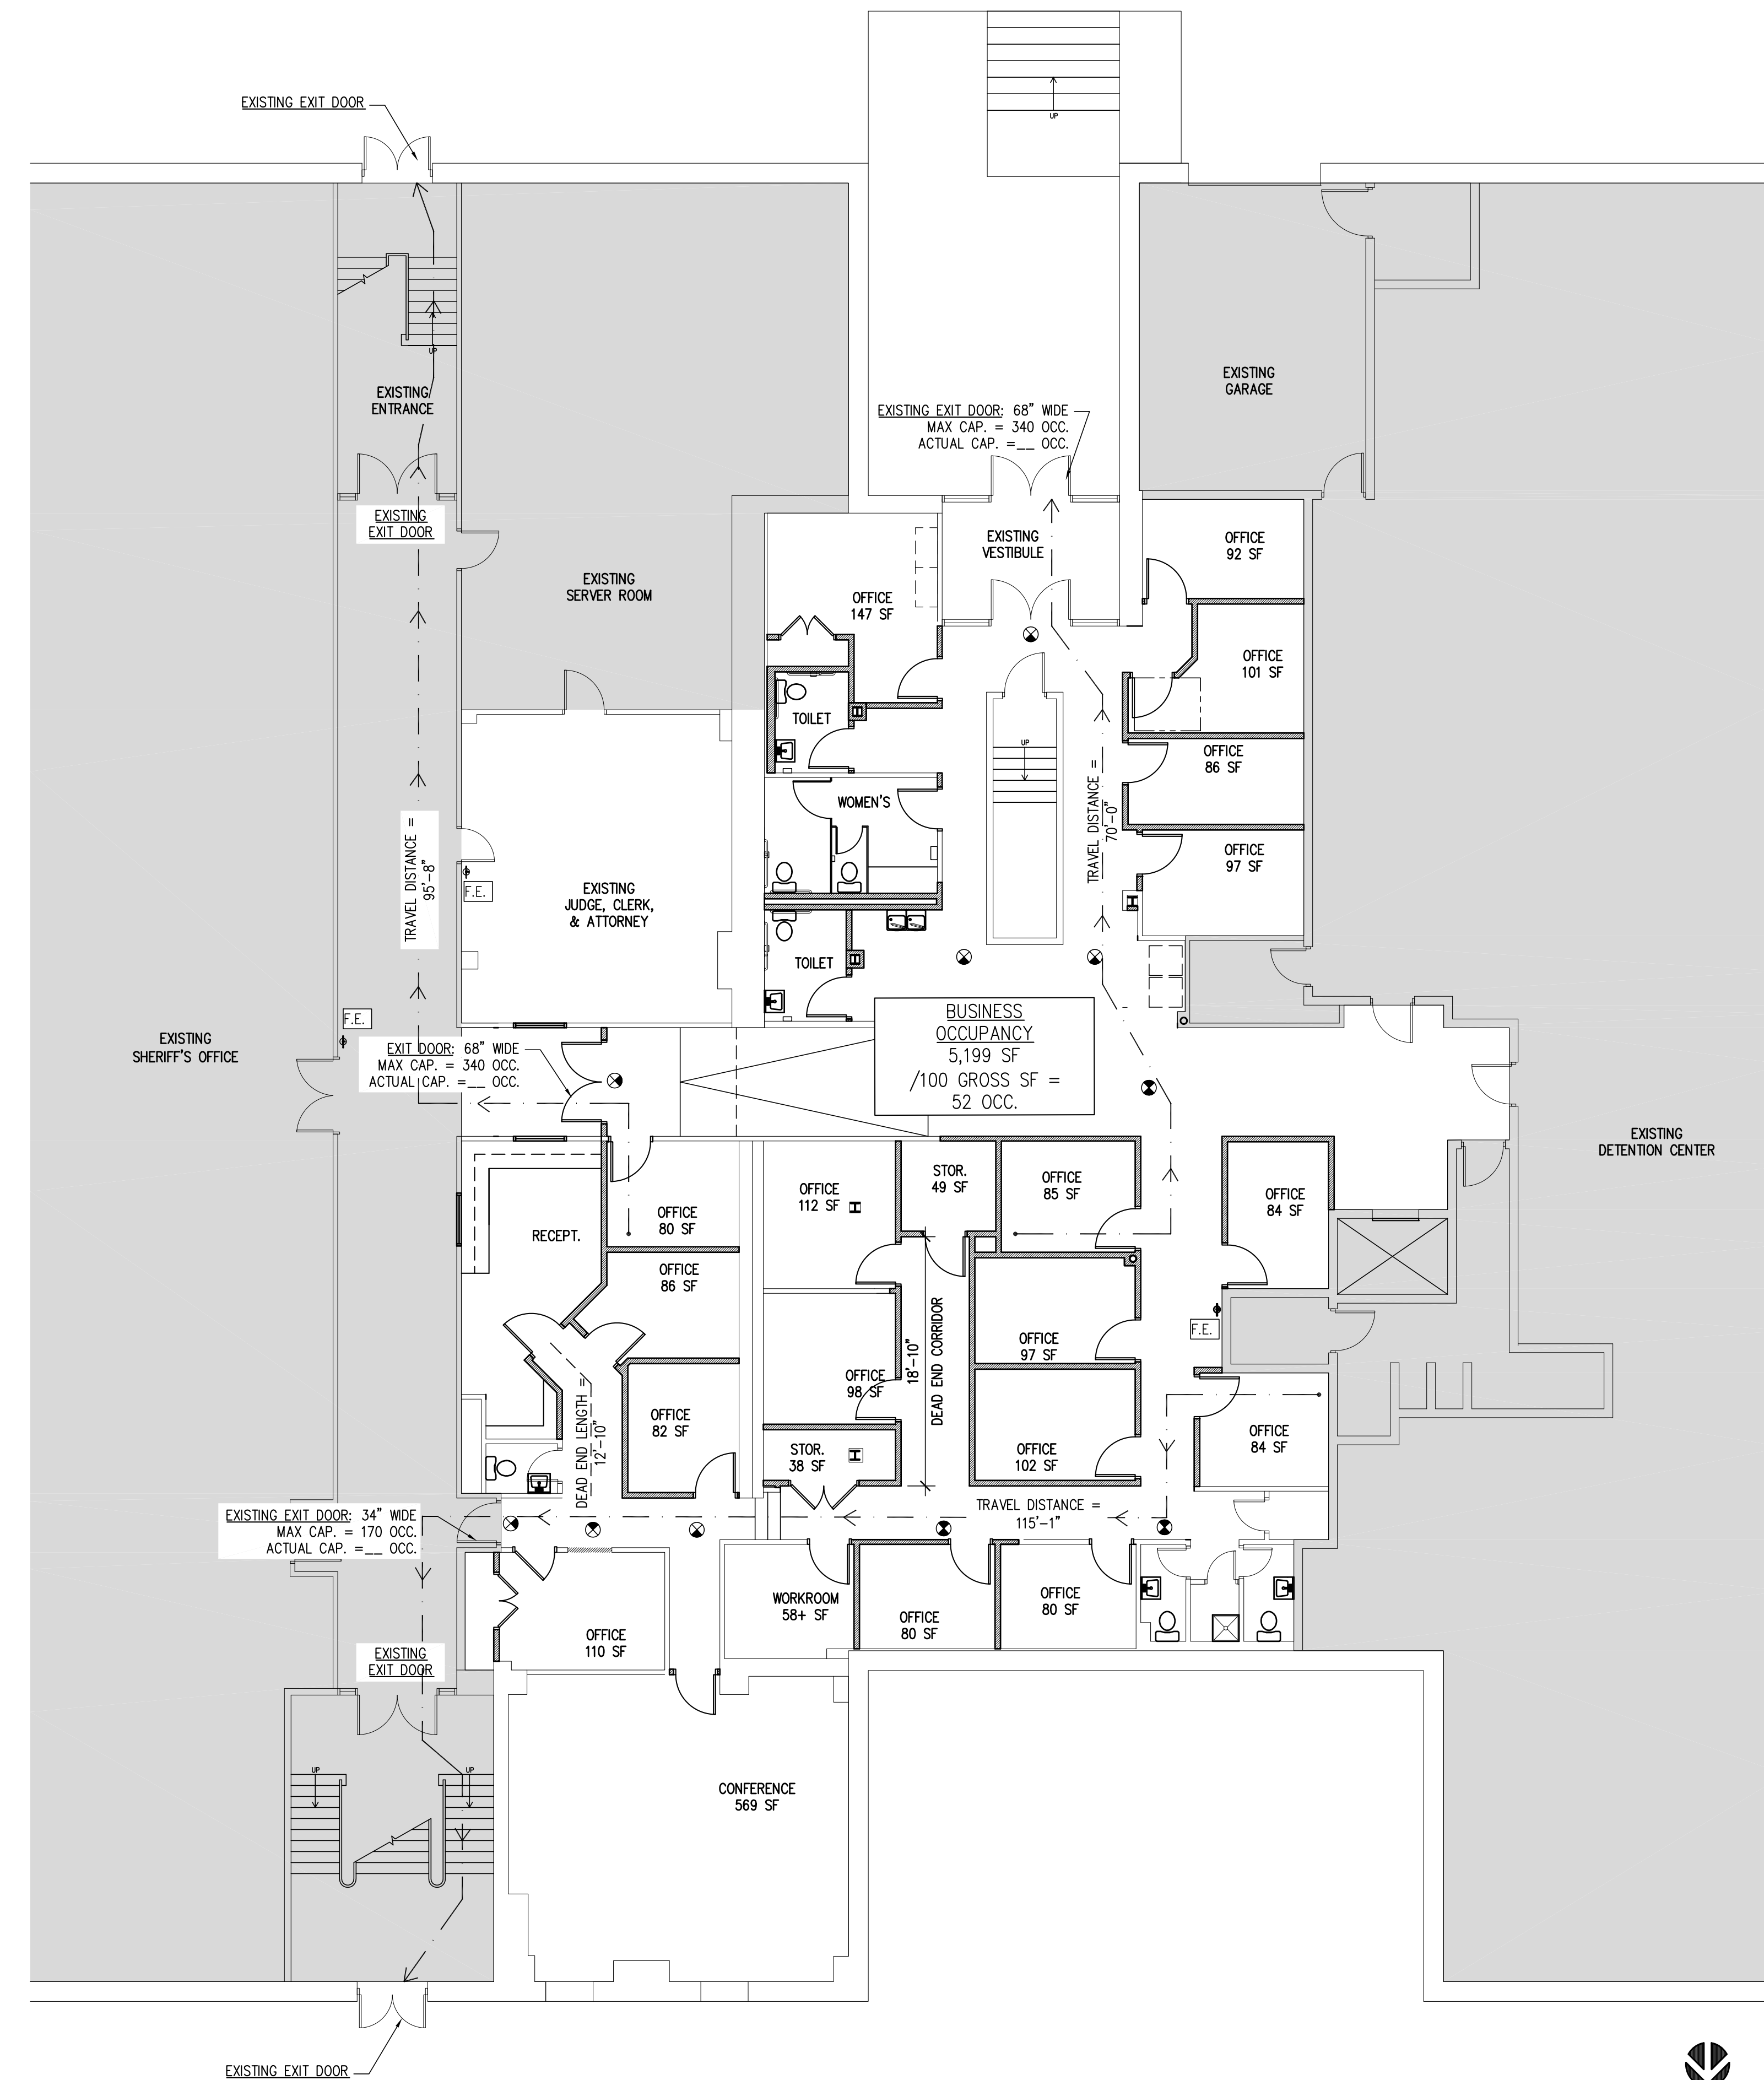 UP
EXISTING EXIT DOOR
EXISTING
GARAGE
UP
EXISTING
ENTRANCE
EXISTING EXIT DOOR: 68" WIDE
MAX CAP. = 340 OCC.
ACTUAL CAP. =__ OCC.
EXISTING
EXIT DOOR
EXISTING
VESTIBULE
OFFICE
92 SF
EXISTING
SERVER ROOM
OFFICE
147 SF
OFFICE
101 SF
TOILET
UP
OFFICE
86 SF
WOMEN'S
TRAVEL DISTANCE =
70'-0"
TRAVEL DISTANCE =
95'-8"
OFFICE
97 SF
F.E.
EXISTING
JUDGE, CLERK,
& ATTORNEY
TOILET
F.E.
EXISTING
SHERIFF'S OFFICE
EXIT DOOR: 68" WIDE
MAX CAP. = 340 OCC.
ACTUAL CAP. =__ OCC.
BUSINESS
OCCUPANCY
5,199 SF
/100 GROSS SF =
52 OCC.
EXISTING
DETENTION CENTER
OFFICE
112 SF
STOR.
49 SF
OFFICE
85 SF
OFFICE
84 SF
RECEPT.
OFFICE
80 SF
OFFICE
86 SF
18'-10"
DEAD END CORRIDOR
F.E.
OFFICE
97 SF
OFFICE
98 SF
DEAD END LENGTH =
12'-10"
OFFICE
82 SF
STOR.
38 SF
OFFICE
102 SF
OFFICE
84 SF
EXISTING EXIT DOOR: 34" WIDE
MAX CAP. = 170 OCC.
ACTUAL CAP. =__ OCC.
TRAVEL DISTANCE =
115'-1"
WORKROOM
58+ SF
OFFICE
80 SF
OFFICE
80 SF
OFFICE
110 SF
EXISTING
EXIT DOOR
UP
UP
CONFERENCE
569 SF
EXISTING EXIT DOOR